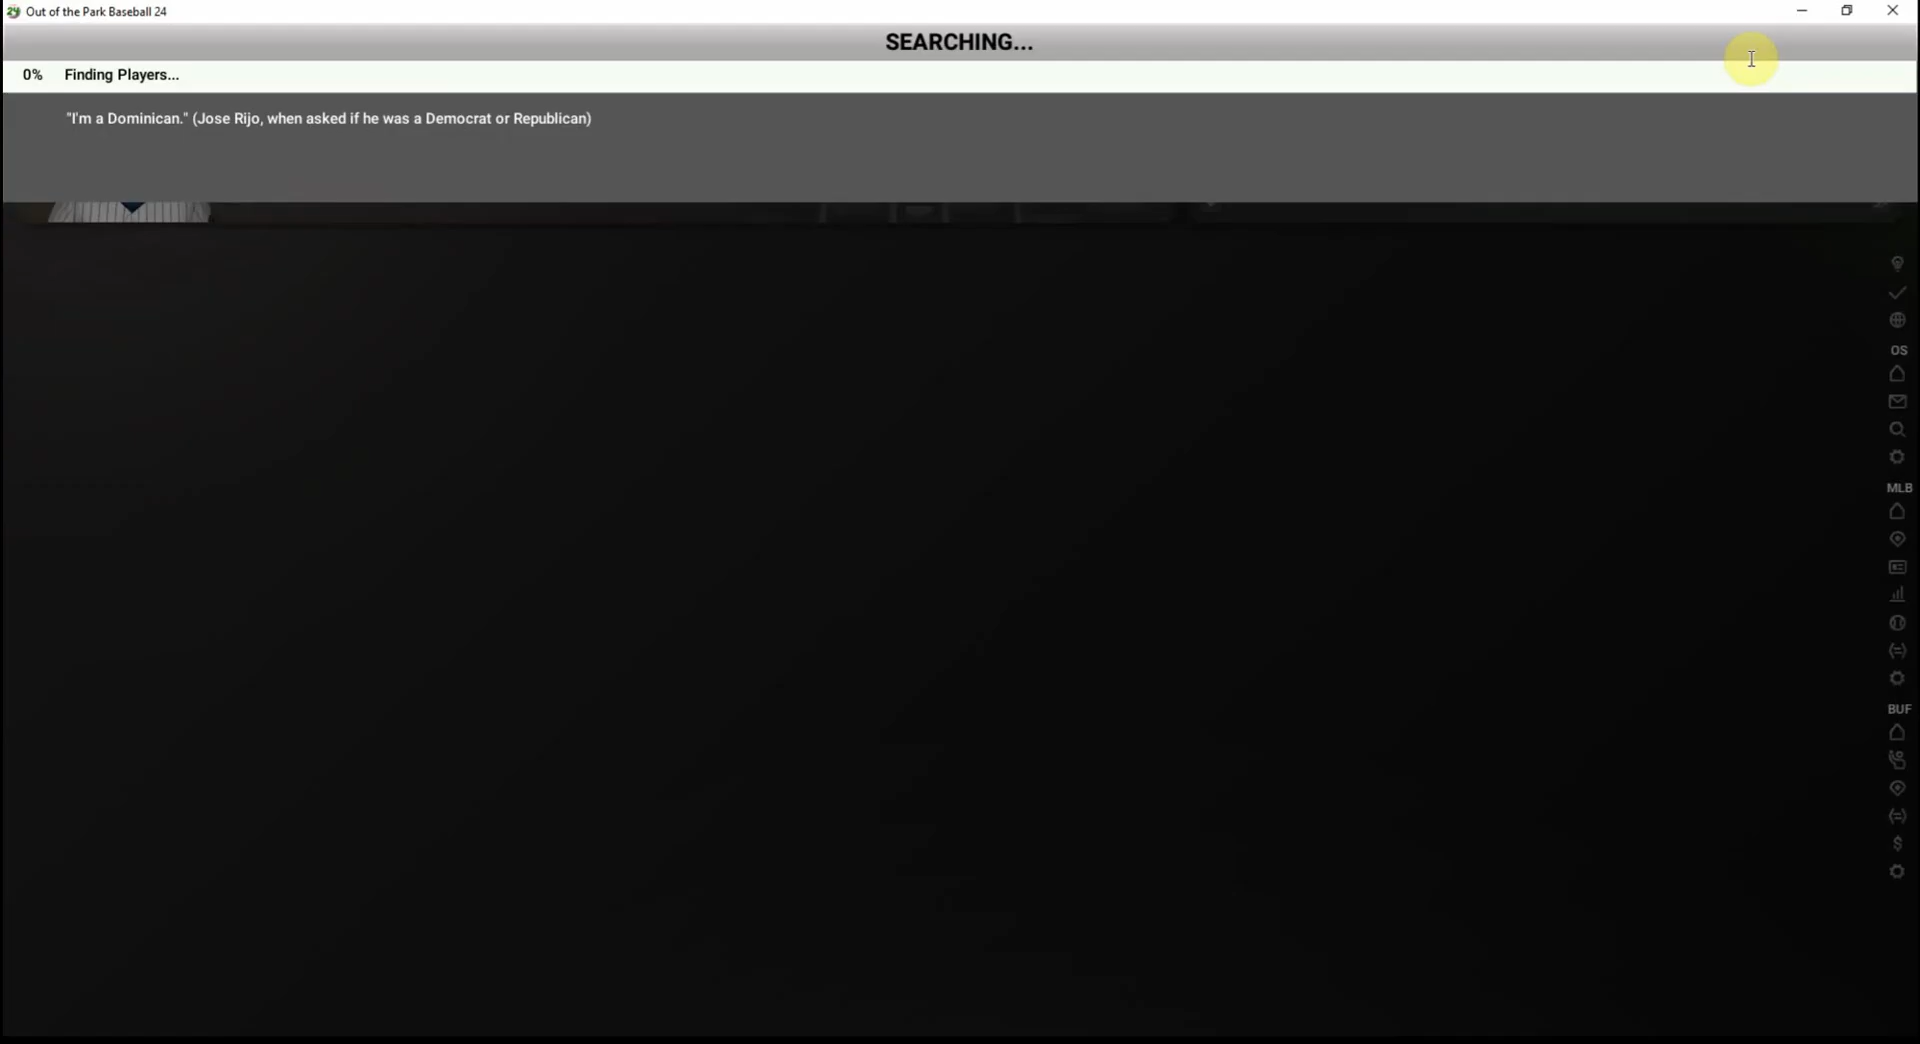 24 Out of the Park Baseball 24
SEARCHING...
0% Finding Players...
"I'm a Dominican." (Jose Rijo, when asked if he was a Democrat or Republican)
OS
MLB
BUF
$